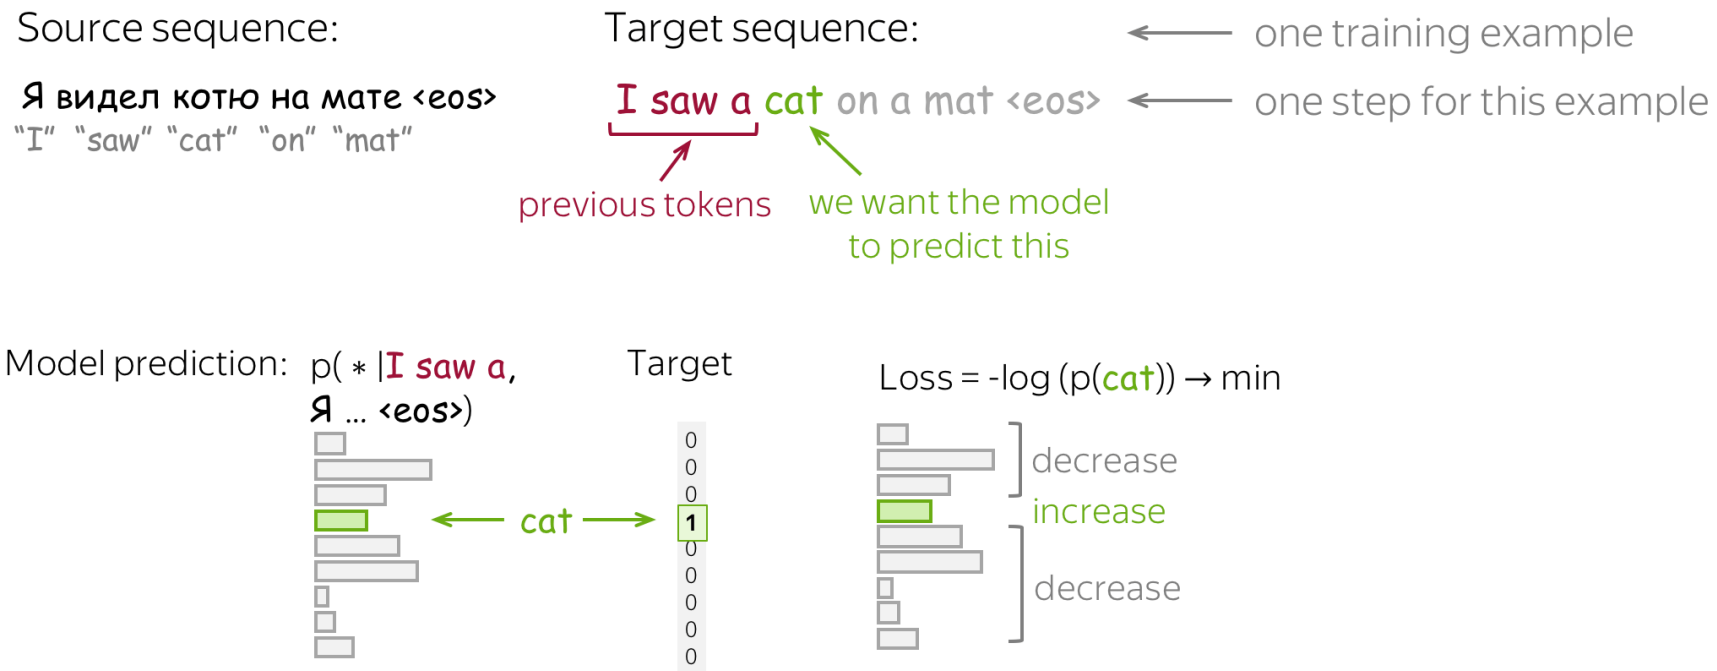 Source sequence:
Target sequence:
one training example
Я видел котю на мате <eos>
"I" "saw" "cat" "on" "mat"
I saw a cat on a mat <eos>
one step for this example
previous tokens
we want the model
to predict this
Model prediction: p( * |I saw a,
Я ... <eos>)
Target
Loss = -log (p(cat)) → min
cat
0
0
0
1
0
0
0
0
0
decrease
increase
decrease